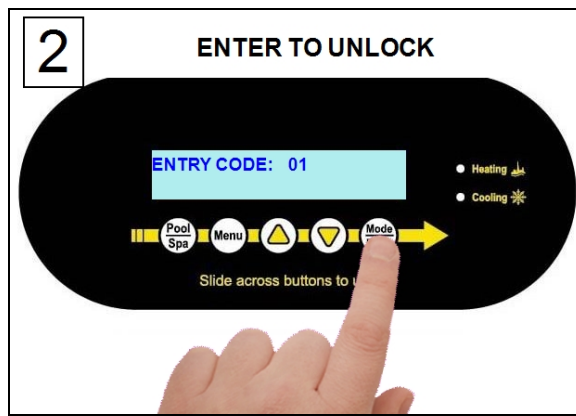 2
ENTER TO UNLOCK
ENTRY CODE: 01
Heating
Cooling
Pool
Spa
Menu
Mode
Slide across buttons to